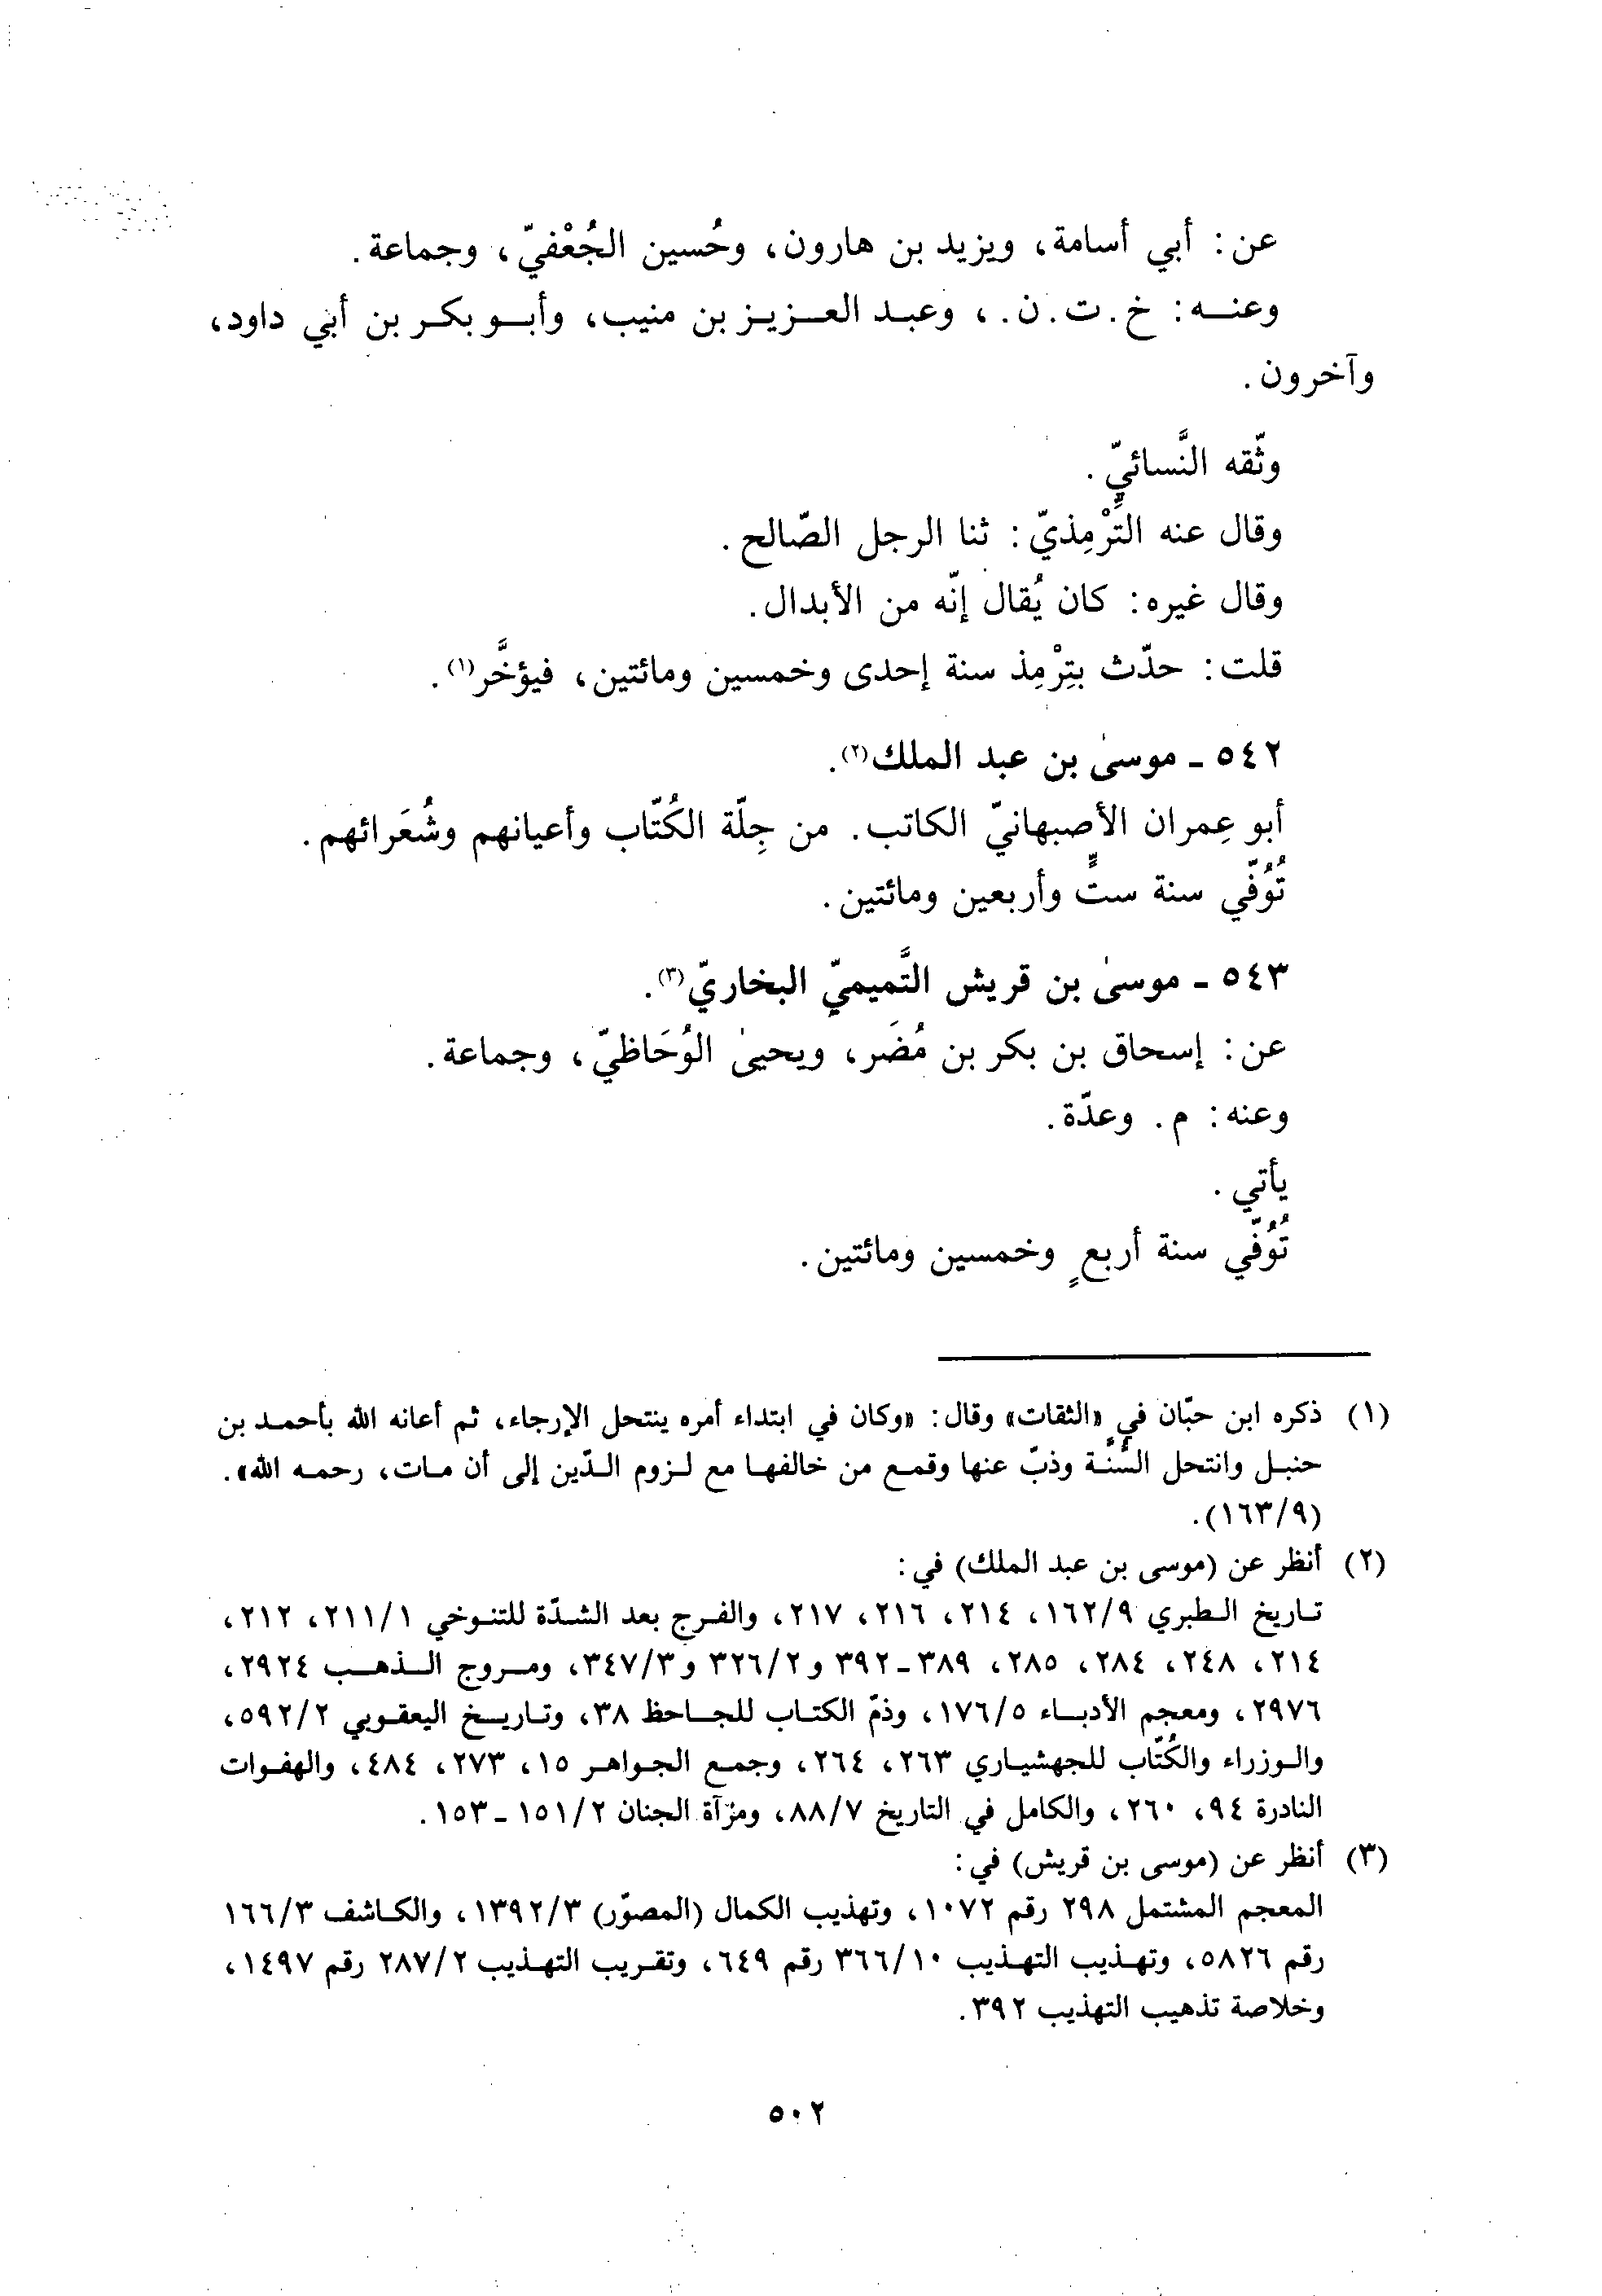 عن: أبي أسامة، ويزيد بن هارون، وحُسين الجُعْفيّ، وجماعة.
وعنه: خ. ت. ن.، وعبد العزيز بن منيب، وأبو بكر بن أبي داود،
وآخرون.
وثّقه النَّسائيّ.
وقال عنه التِّرْمِذيّ: ثنا الرجل الصّالح.
وقال غيره: كان يُقال إنّه من الأبدال.
قلت: حدّث بتِرْمِذ سنة إحدى وخمسين ومائتين، فيؤخَّر(١).
٥٤٢ - موسىٰ بن عبد الملك(٢).
أبو عِمران الأصبهانيّ الكاتب. من جِلّة الكُتّاب وأعيانهم وشُعَرائهم.
تُوُفّي سنة ستٍّ وأربعين ومائتين.
٥٤٣ - موسىٰ بن قريش التَّميميّ البخاريّ(٣).
عن: إسحاق بن بكر بن مُضَر، ويحيىٰ الوُحَاظيّ، وجماعة.
وعنه: م. وعدّة.
يأتي.
تُوُفّي سنة أربعٍ وخمسين ومائتين.
(١) ذكره ابن حبّان في «الثقات» وقال: «وكان في ابتداء أمره ينتحل الإرجاء، ثم أعانه الله بأحمد بن
حنبل وانتحل السُّنَّة وذبّ عنها وقمع من خالفها مع لزوم الدّين إلى أن مات، رحمه الله».
(١٦٣/٩).
(٢) أنظر عن (موسى بن عبد الملك) في:
تاريخ الطبري ١٦٢/٩، ٢١٤، ٢١٦، ٢١٧، والفرج بعد الشدّة للتنوخي ٢١١/١، ٢١٢،
٢١٤، ٢٤٨، ٢٨٤، ٢٨٥، ٣٨٩-٣٩٢ و٣٢٦/٢ و٣٤٧/٣، ومروج الذهب ٢٩٢٤،
٢٩٧٦، ومعجم الأدباء ١٧٦/٥، وذمّ الكتاب للجاحظ ٣٨، وتاريخ اليعقوبي ٥٩٢/٢،
والوزراء والكُتّاب للجهشياري ٢٦٣، ٢٦٤، وجمع الجواهر ١٥، ٢٧٣، ٤٨٤، والهفوات
النادرة ٩٤، ٢٦٠، والكامل في التاريخ ٨٨/٧، ومرْآة الجنان ١٥١/٢ - ١٥٣.
(٣) أنظر عن (موسى بن قريش) في:
المعجم المشتمل ٢٩٨ رقم ١٠٧٢، وتهذيب الكمال (المصوّر) ١٣٩٢/٣، والكاشف ١٦٦/٣
رقم ٥٨٢٦، وتهذيب التهذيب ٣٦٦/١٠ رقم ٦٤٩، وتقريب التهذيب ٢٨٧/٢ رقم ١٤٩٧،
وخلاصة تذهيب التهذيب ٣٩٢.
٥٠٢